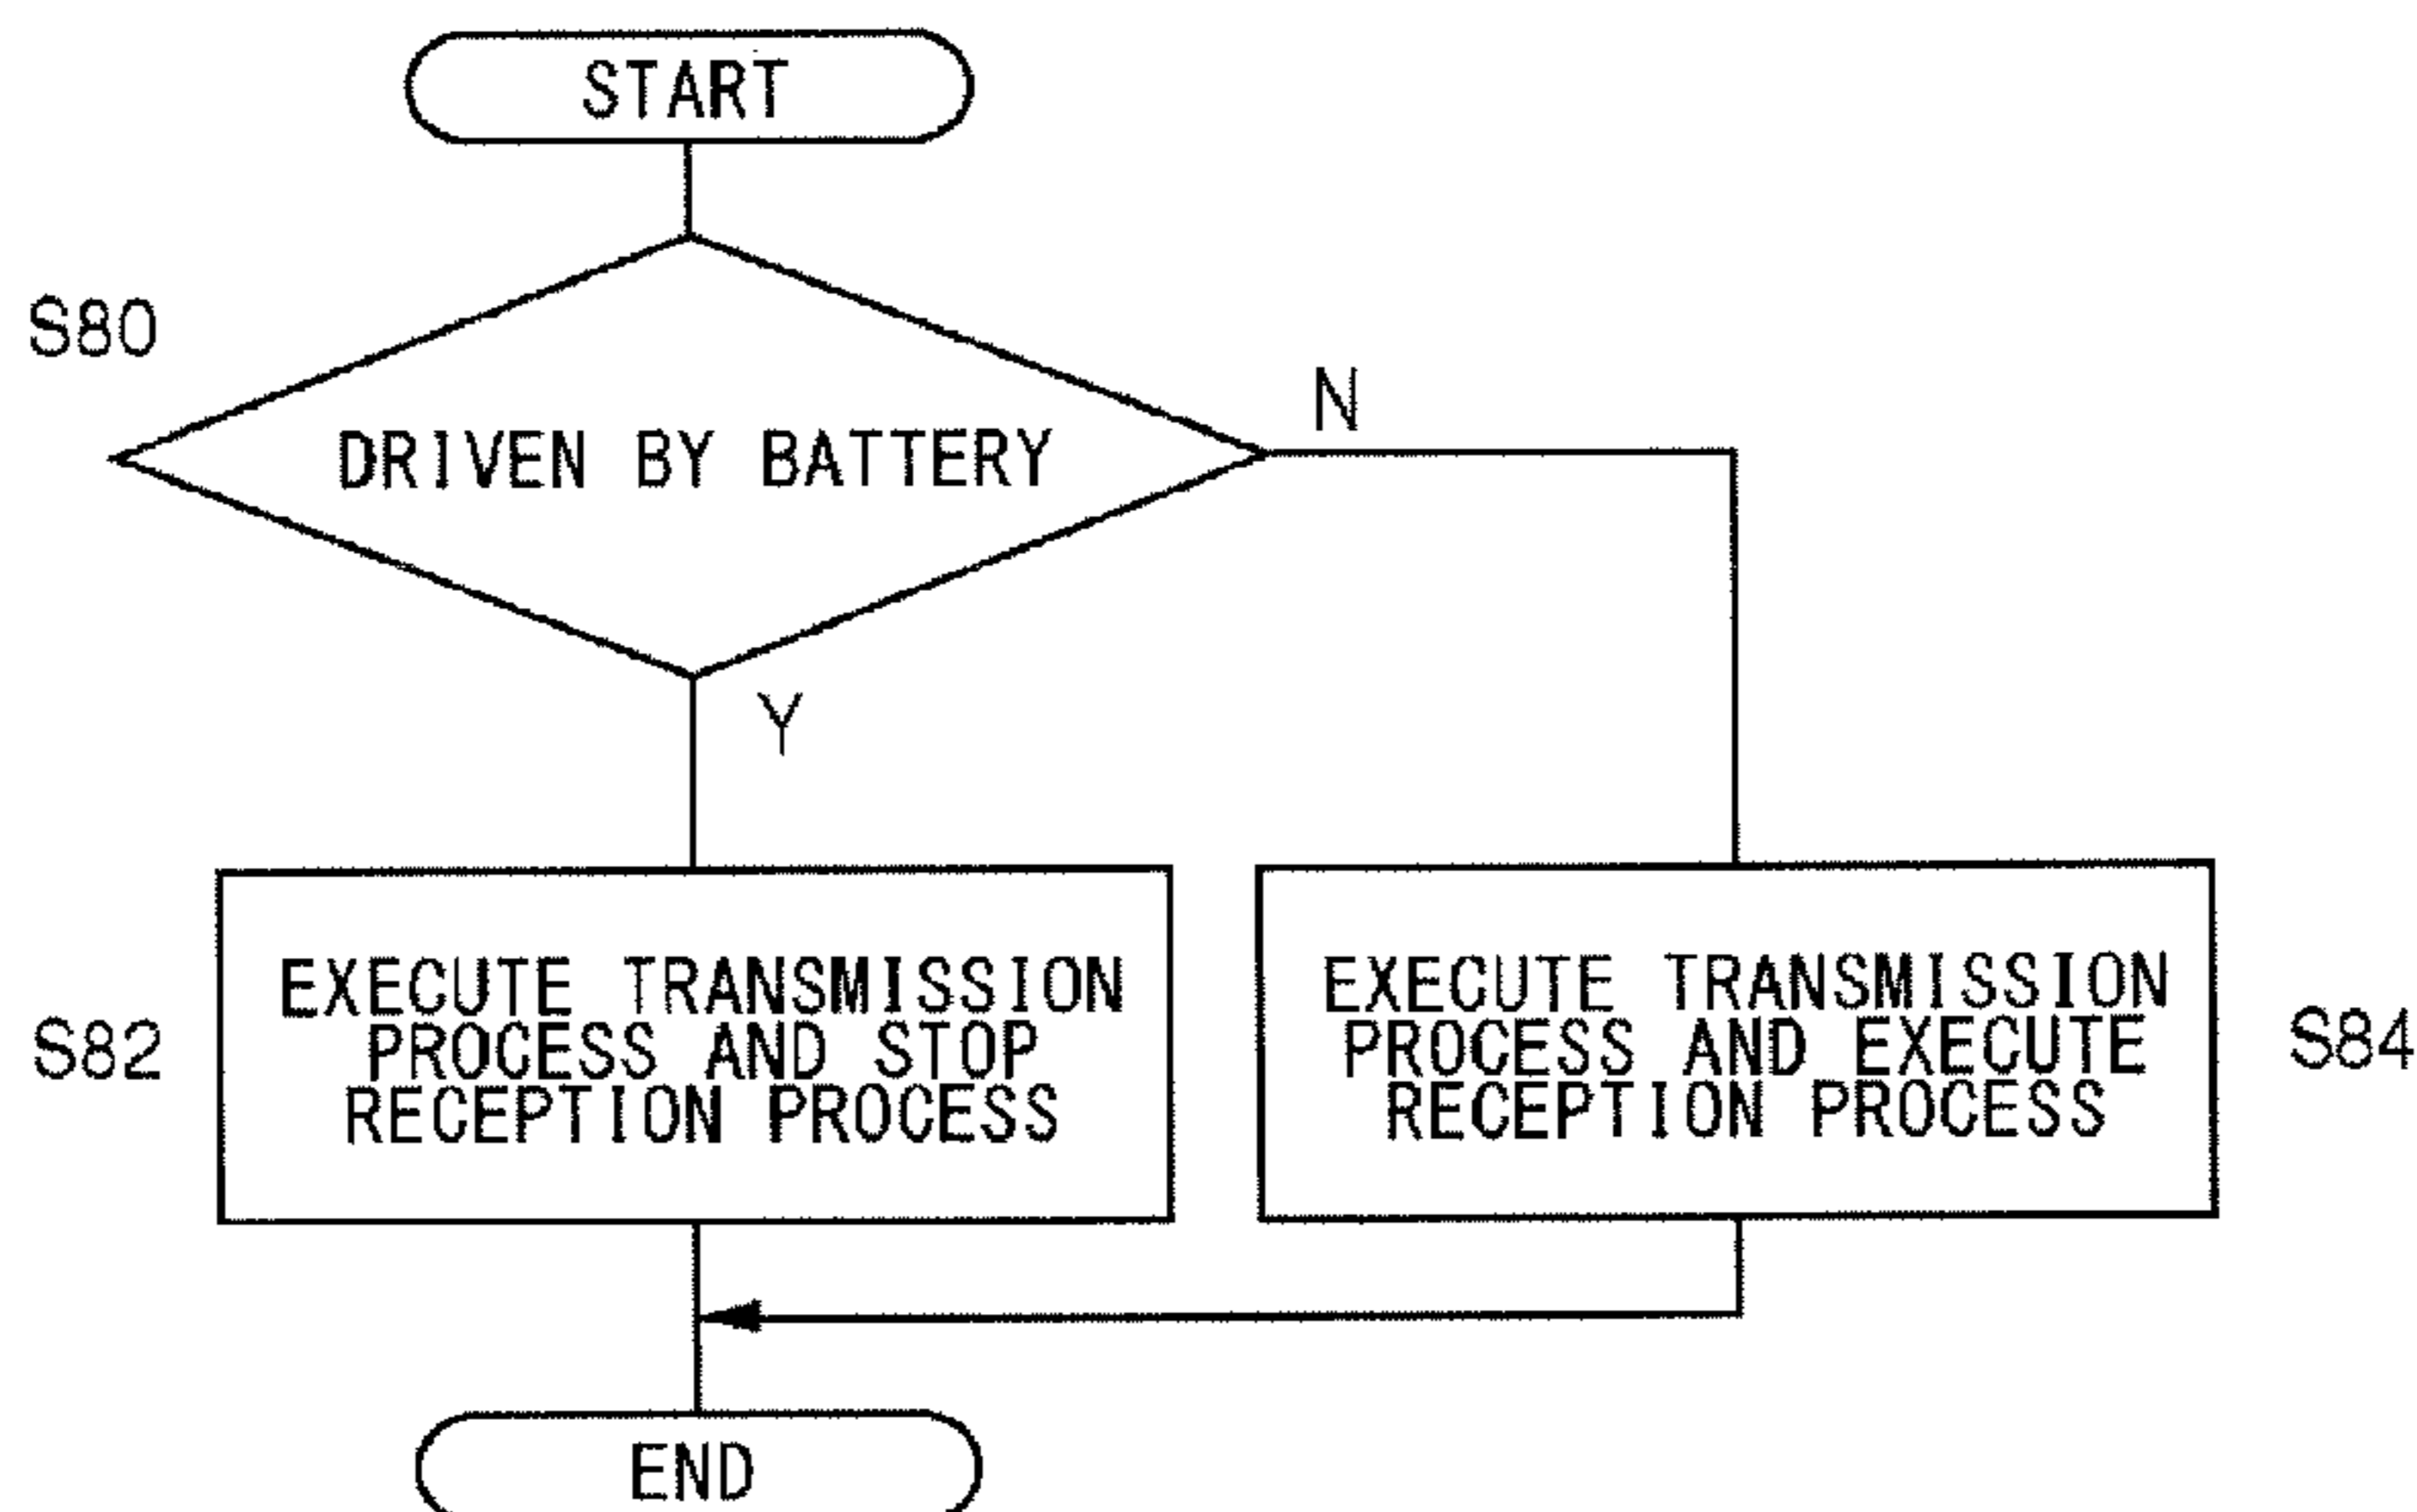 START
S80
DRIVEN BY BATTERY
N
Y
S82
EXECUTE TRANSMISSION
PROCESS AND STOP
RECEPTION PROCESS
EXECUTE TRANSMISSION
PROCESS AND EXECUTE
RECEPTION PROCESS
S84
END